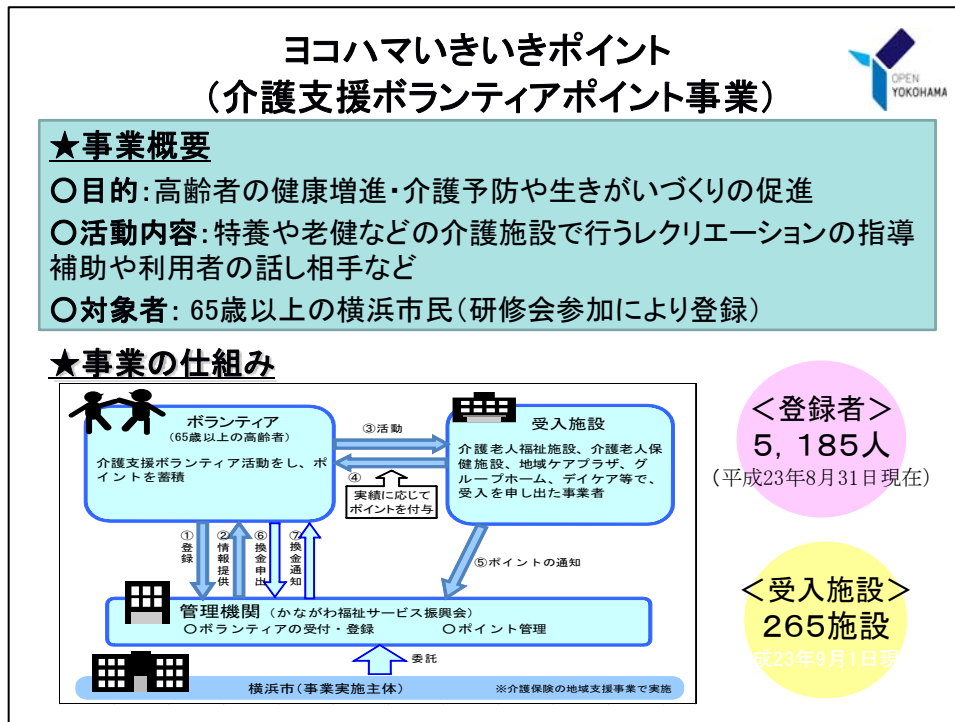 ヨコハマいきいきポイント
（介護支援ボランティアポイント事業）
OPEN
YOKOHAMA
★事業概要
○目的：高齢者の健康増進・介護予防や生きがいづくりの促進
○活動内容：特養や老健などの介護施設で行うレクリエーションの指導
補助や利用者の話し相手など
○対象者： 65歳以上の横浜市民（研修会参加により登録）
★事業の仕組み
ボランティア
（65歳以上の高齢者）
介護支援ボランティア活動をし、ポ
イントを蓄積
③活動
④
実績に応じて
ポイントを付与
受入施設
介護老人福祉施設、介護老人保
健施設、地域ケアプラザ、グ
ループホーム、デイケア等で、
受入を申し出た事業者
①登録
②情報提供
⑥換金申出
⑦換金通知
⑤ポイントの通知
管理機関（かながわ福祉サービス振興会）
○ボランティアの受付・登録　○ポイント管理
委託
横浜市（事業実施主体）　※介護保険の地域支援事業で実施
＜登録者＞
5，185人
（平成23年8月31日現在）
＜受入施設＞
265施設
成23年9月1日現